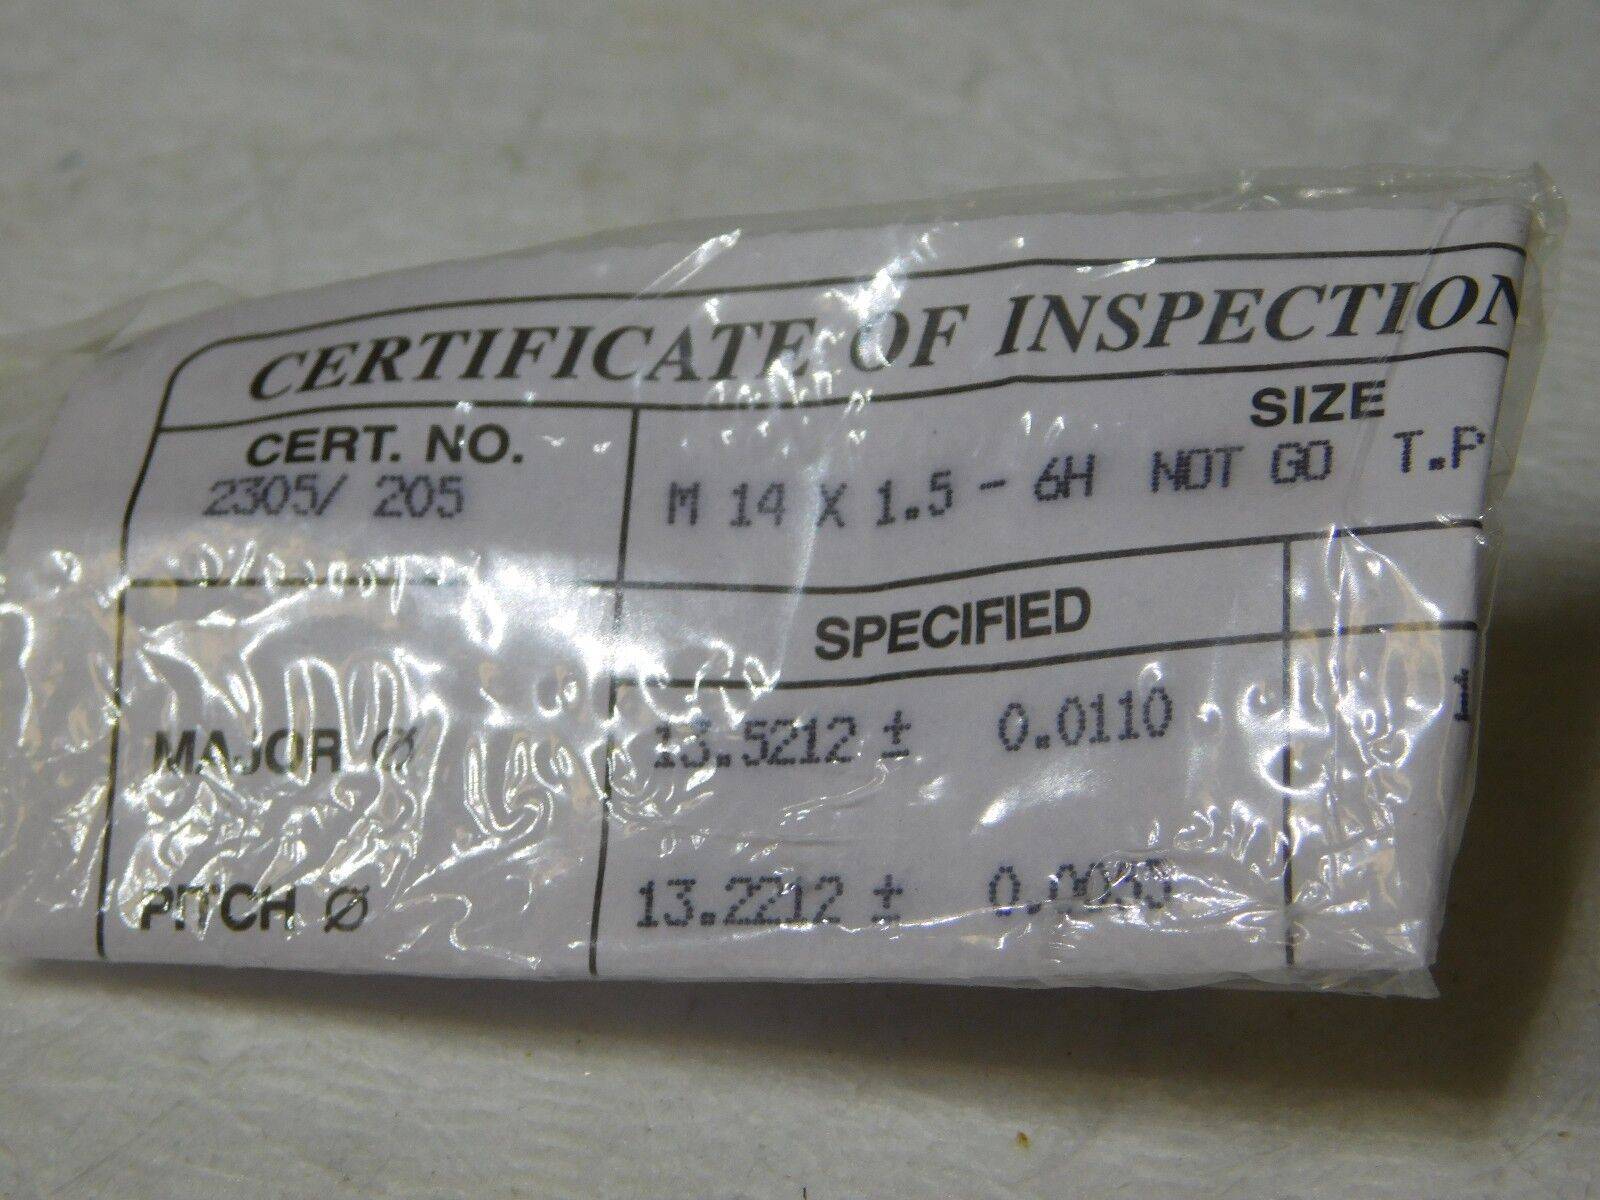 CERTIFICATE OF INSPECTION
CERT. NO.
2305/ 205
SIZE
M 14 X 1.5 - 6H NOT GO T.P
SPECIFIED
MAJOR Ø
13.5212 ± 0.0110
PITCH Ø
13.2212 ±